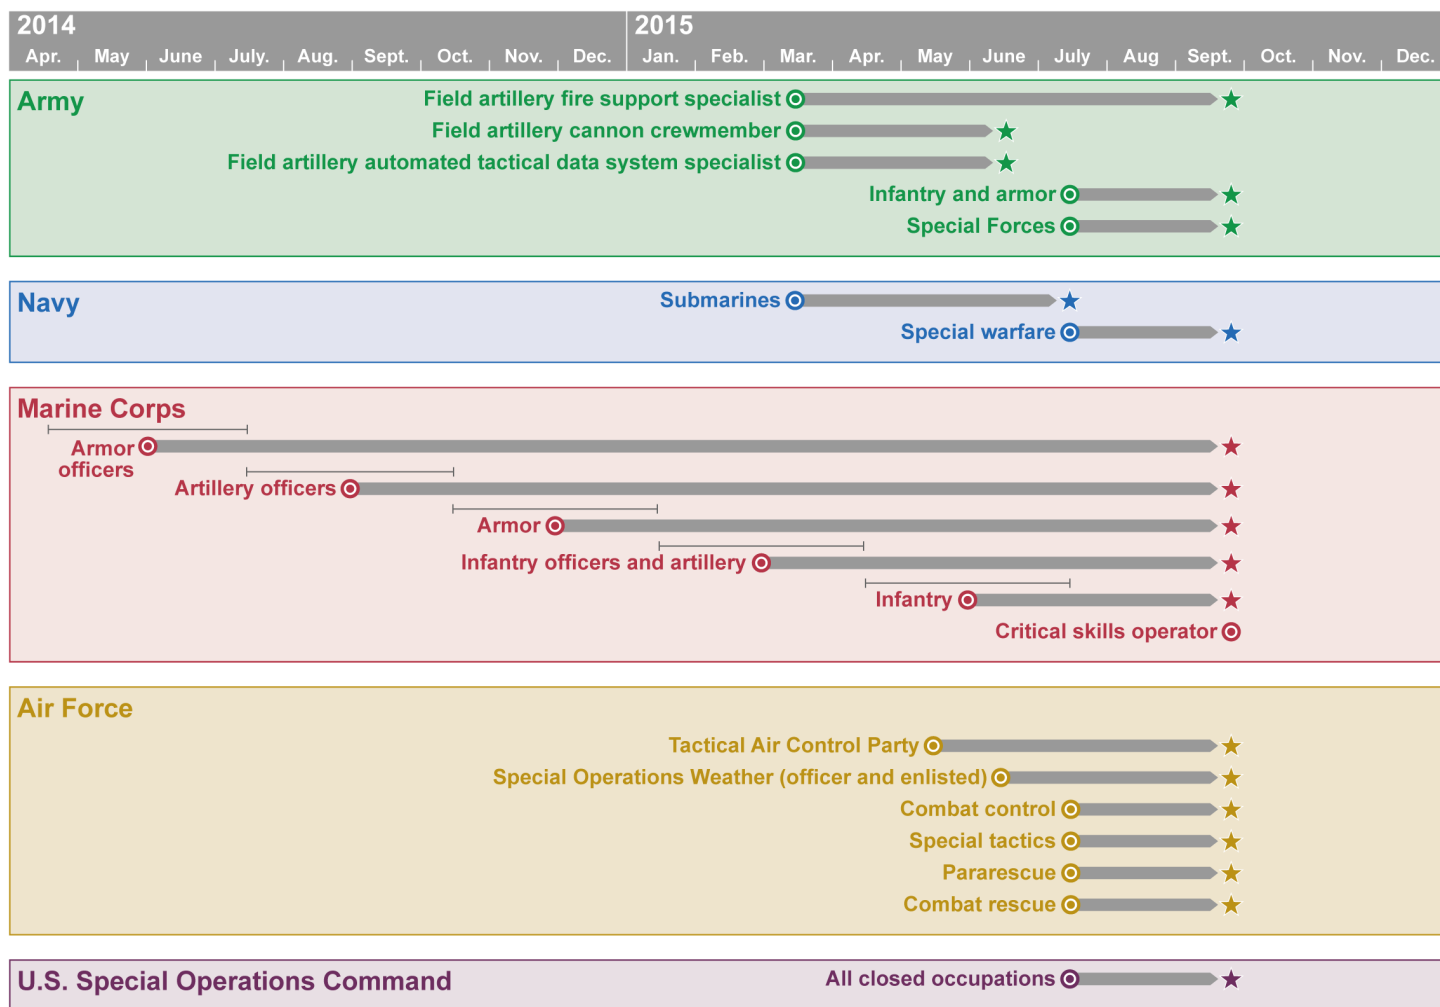 2014 2015
Apr. May June July. Aug. Sept. Oct. Nov. Dec. Jan. Feb. Mar. Apr. May June July Aug Sept. Oct. Nov. Dec.
Army
Field artillery fire support specialist
Field artillery cannon crewmember
Field artillery automated tactical data system specialist
Infantry and armor
Special Forces
Navy
Submarines
Special warfare
Marine Corps
Armor
officers
Artillery officers
Armor
Infantry officers and artillery
Infantry
Critical skills operator
Air Force
Tactical Air Control Party
Special Operations Weather (officer and enlisted)
Combat control
Special tactics
Pararescue
Combat rescue
U.S. Special Operations Command
All closed occupations